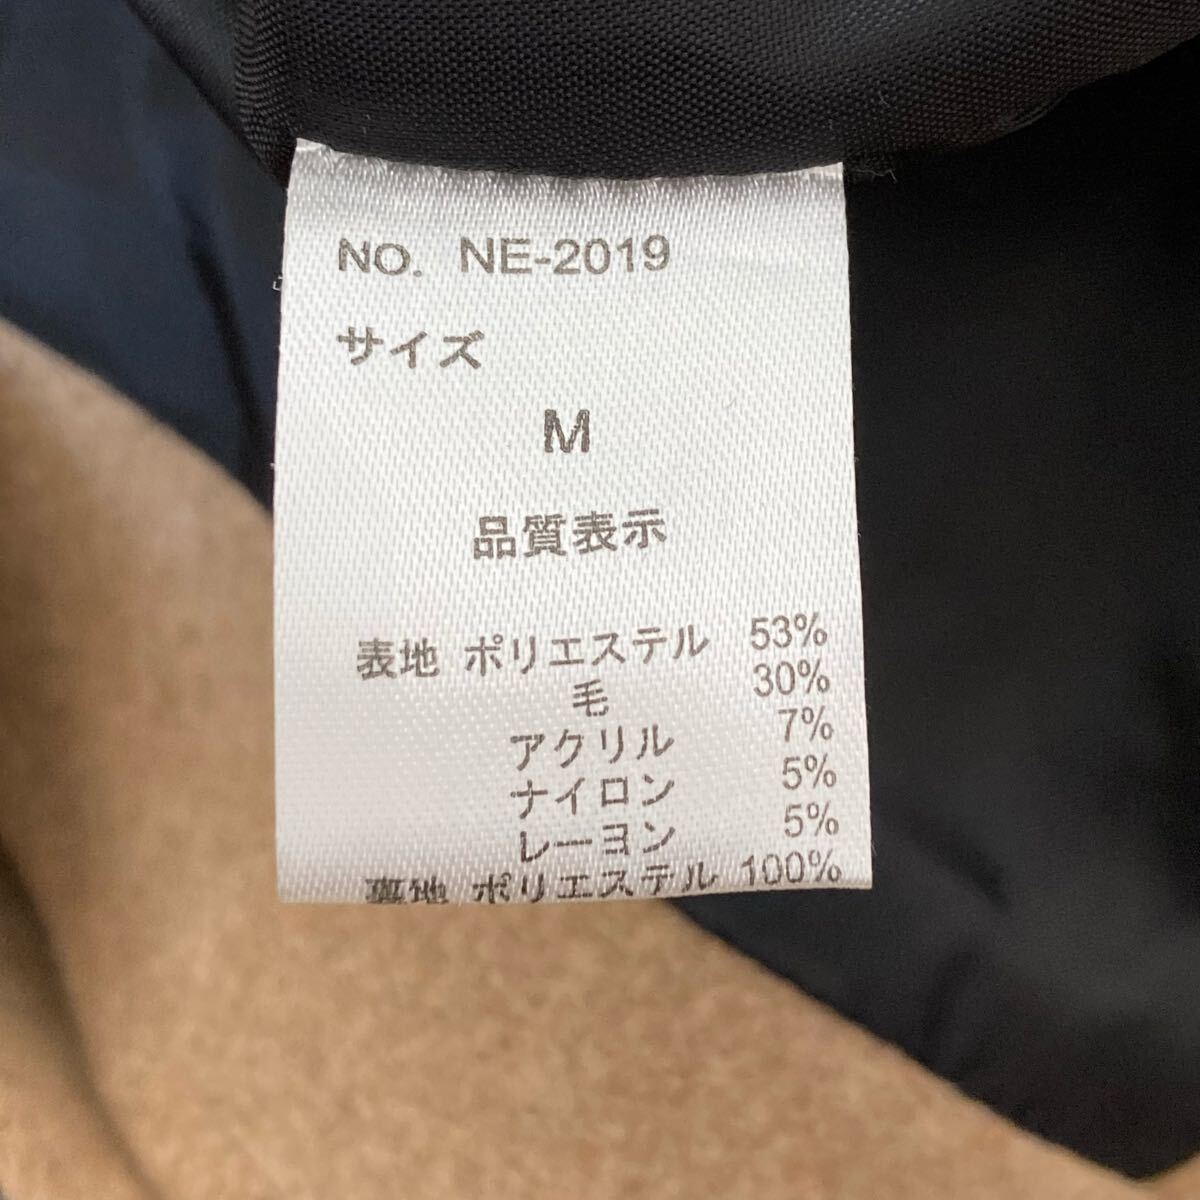 NO. NE-2019
サイズ
M
品質表示
表地 ポリエステル 53%
毛 30%
アクリル 7%
ナイロン 5%
レーヨン 5%
裏地 ポリエステル 100%